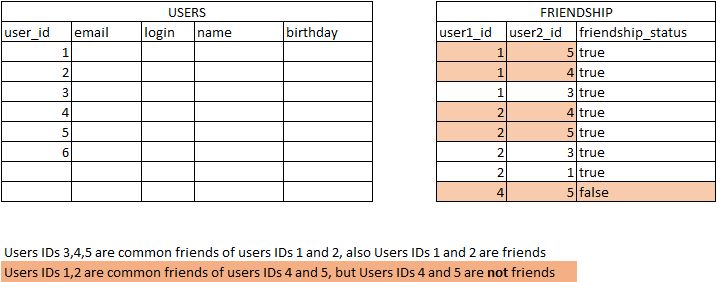 USERS FRIENDSHIP
user_id email login name birthday user1_id user2_id friendship_status
1 1 5 true
2 1 4 true
3 1 3 true
4 2 4 true
5 2 5 true
6 2 3 true
2 1 true
4 5 false
Users IDs 3,4,5 are common friends of users IDs 1 and 2, also Users IDs 1 and 2 are friends
Users IDs 1,2 are common friends of users IDs 4 and 5, but Users IDs 4 and 5 are not friends